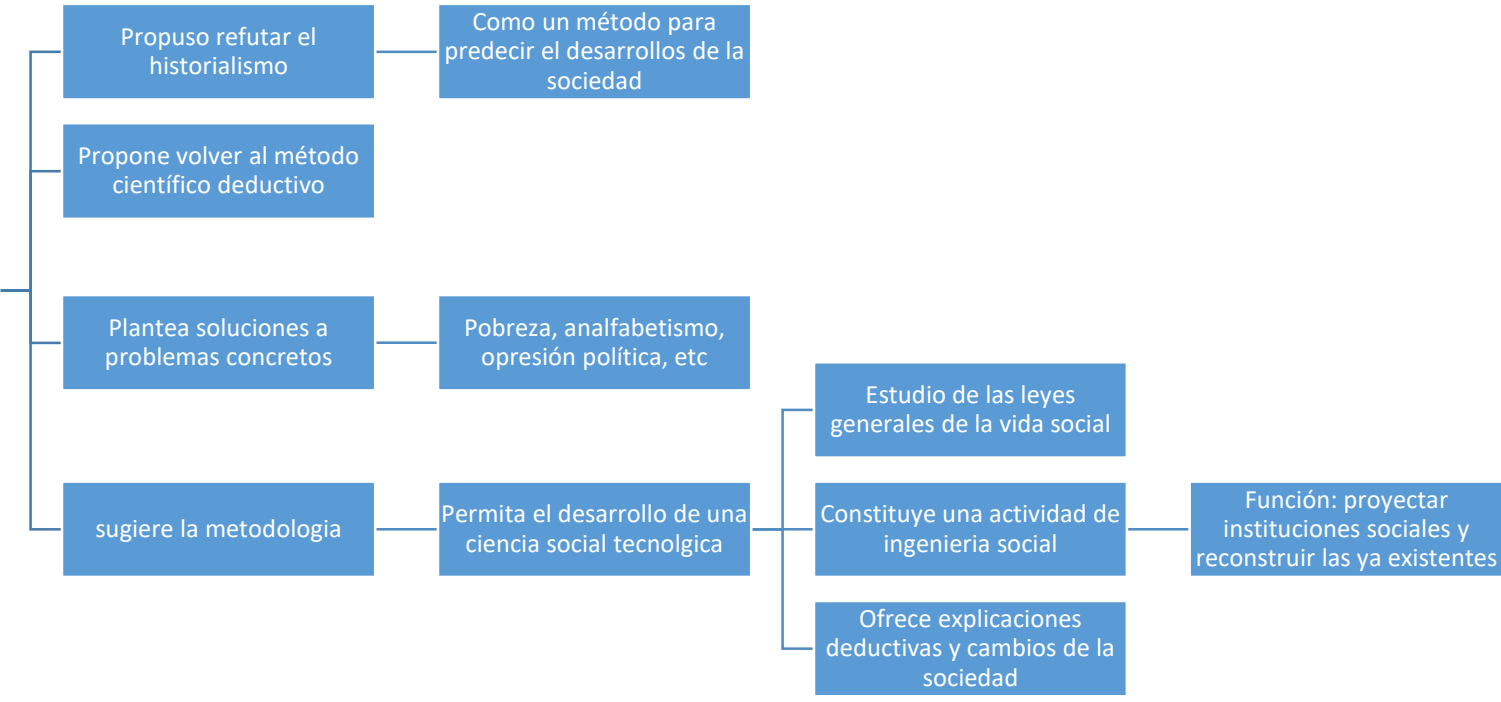 Propuso refutar el
historialismo
Como un método para
predecir el desarrollos de la
sociedad
Propone volver al método
científico deductivo
Plantea soluciones a
problemas concretos
Pobreza, analfabetismo,
opresión política, etc
sugiere la metodologia
Permita el desarrollo de una
ciencia social tecnolgica
Estudio de las leyes
generales de la vida social
Constituye una actividad de
ingenieria social
Función: proyectar
instituciones sociales y
reconstruir las ya existentes
Ofrece explicaciones
deductivas y cambios de la
sociedad